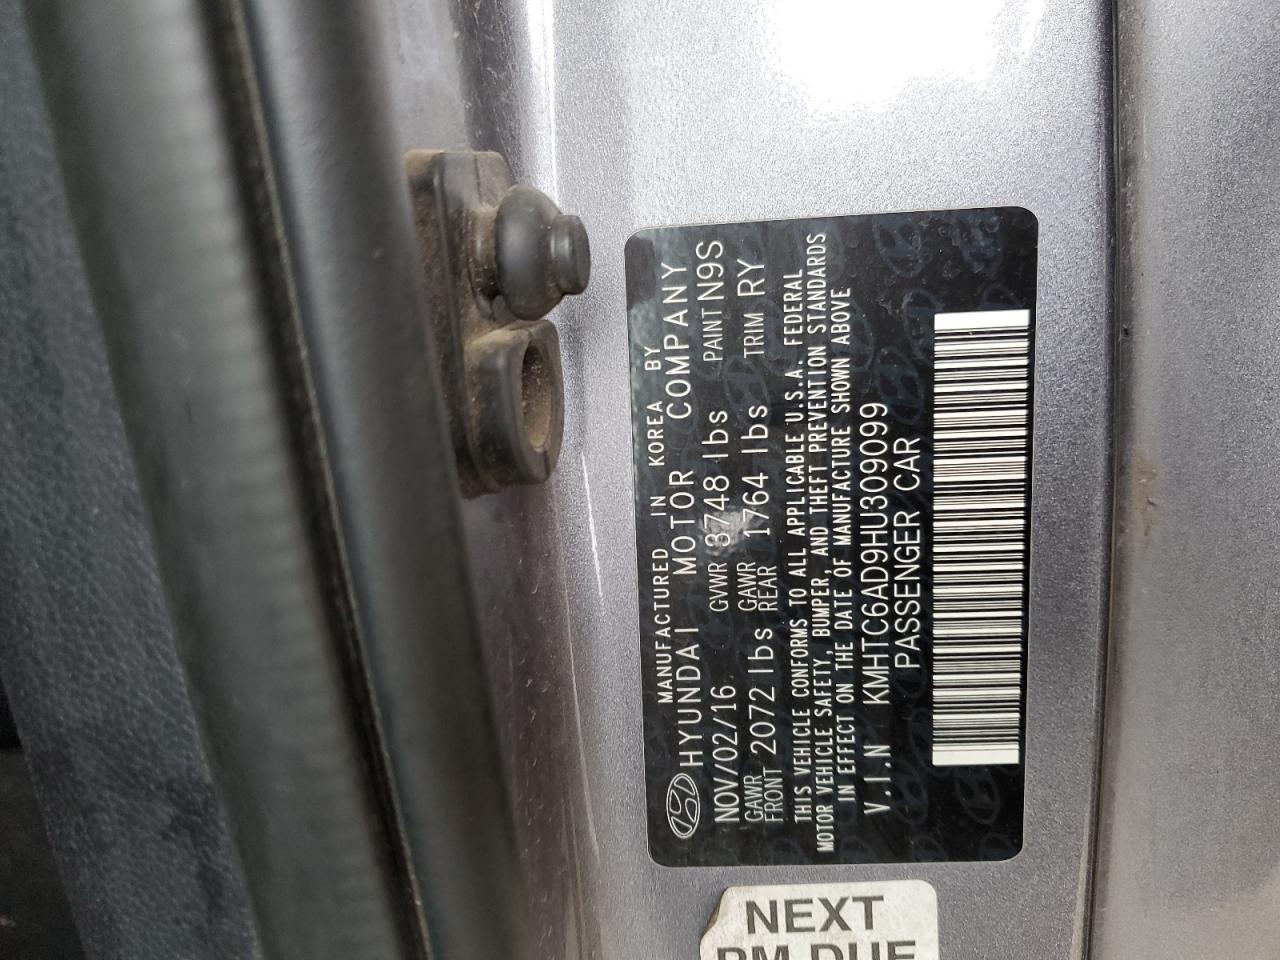 MANUFACTURED IN KOREA BY
HYUNDAI MOTOR COMPANY
NOV/02/16 GVWR 3748 lbs PAINT N9S
GAWR FRONT 2072 lbs GAWR REAR 1764 lbs TRIM RY
THIS VEHICLE CONFORMS TO ALL APPLICABLE U.S.A. FEDERAL
MOTOR VEHICLE SAFETY, BUMPER, AND THEFT PREVENTION STANDARDS
IN EFFECT ON THE DATE OF MANUFACTURE SHOWN ABOVE
V.I.N KMHTC6AD9HU309099
PASSENGER CAR
NEXT
PM DUE